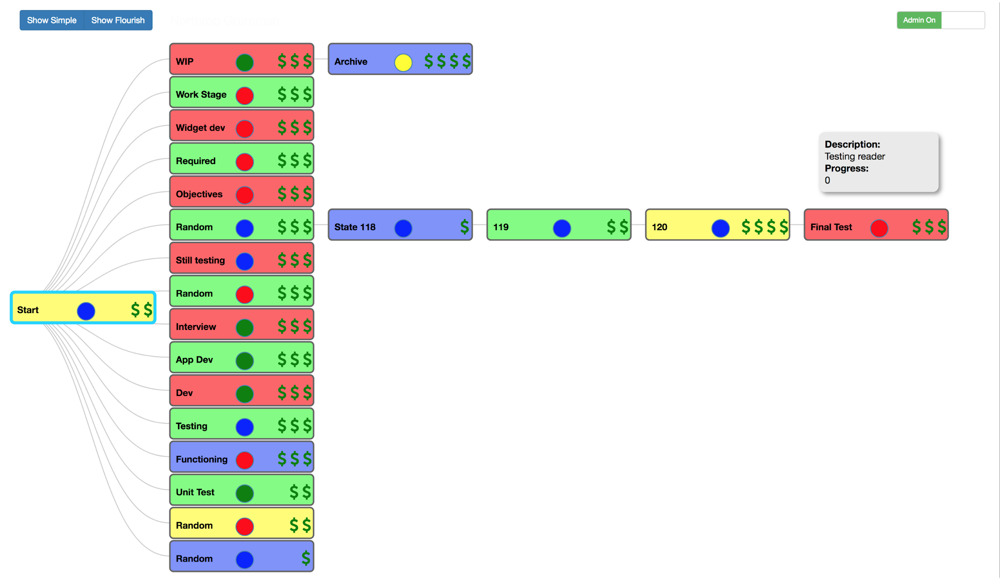 Show Simple Show Flourish
Admin On
WIP $ $ $ Archive $ $ $ $
Work Stage $ $ $
Widget dev $ $ $
Required $ $ $
Description:
Testing reader
Progress:
0
Objectives $ $ $
Random $ $ $ State 118 $ 119 $ $ 120 $ $ $ $ Final Test $ $ $
Still testing $ $ $
Random $ $ $
Start $ $
Interview $ $ $
App Dev $ $ $
Dev $ $ $
Testing $ $ $
Functioning $ $ $
Unit Test $ $
Random $ $
Random $